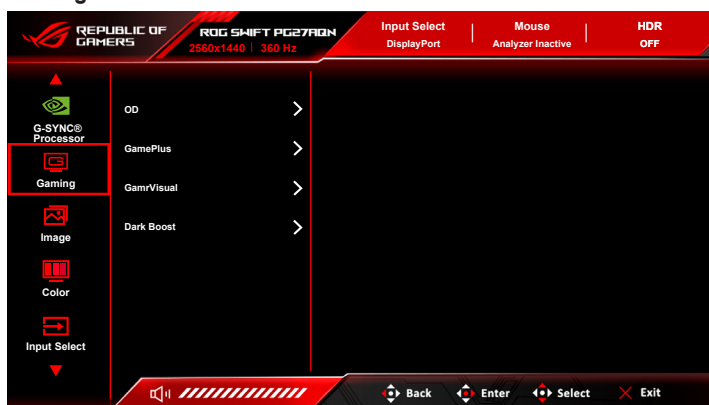 REPUBLIC OF
GAMERS
ROG SWIFT PG27AQN
2560x1440 | 360 Hz
Input Select
DisplayPort
Mouse
Analyzer Inactive
HDR
OFF
G-SYNC®
Processor
Gaming
Image
Color
Input Select
OD
GamePlus
GamrVisual
Dark Boost
Back
Enter
Select
Exit